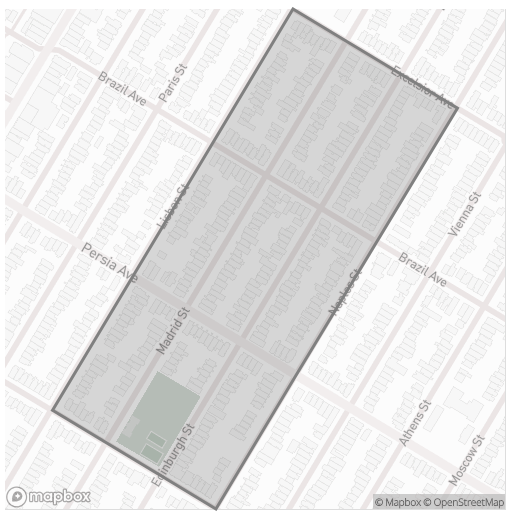 Excelsior Ave
Paris St
Brazil Ave
Lisbon St
Vienna St
Persia Ave
Brazil Ave
Naples St
Madrid St
Athens St
Edinburgh St
Moscow St
mapbox
© Mapbox © OpenStreetMap